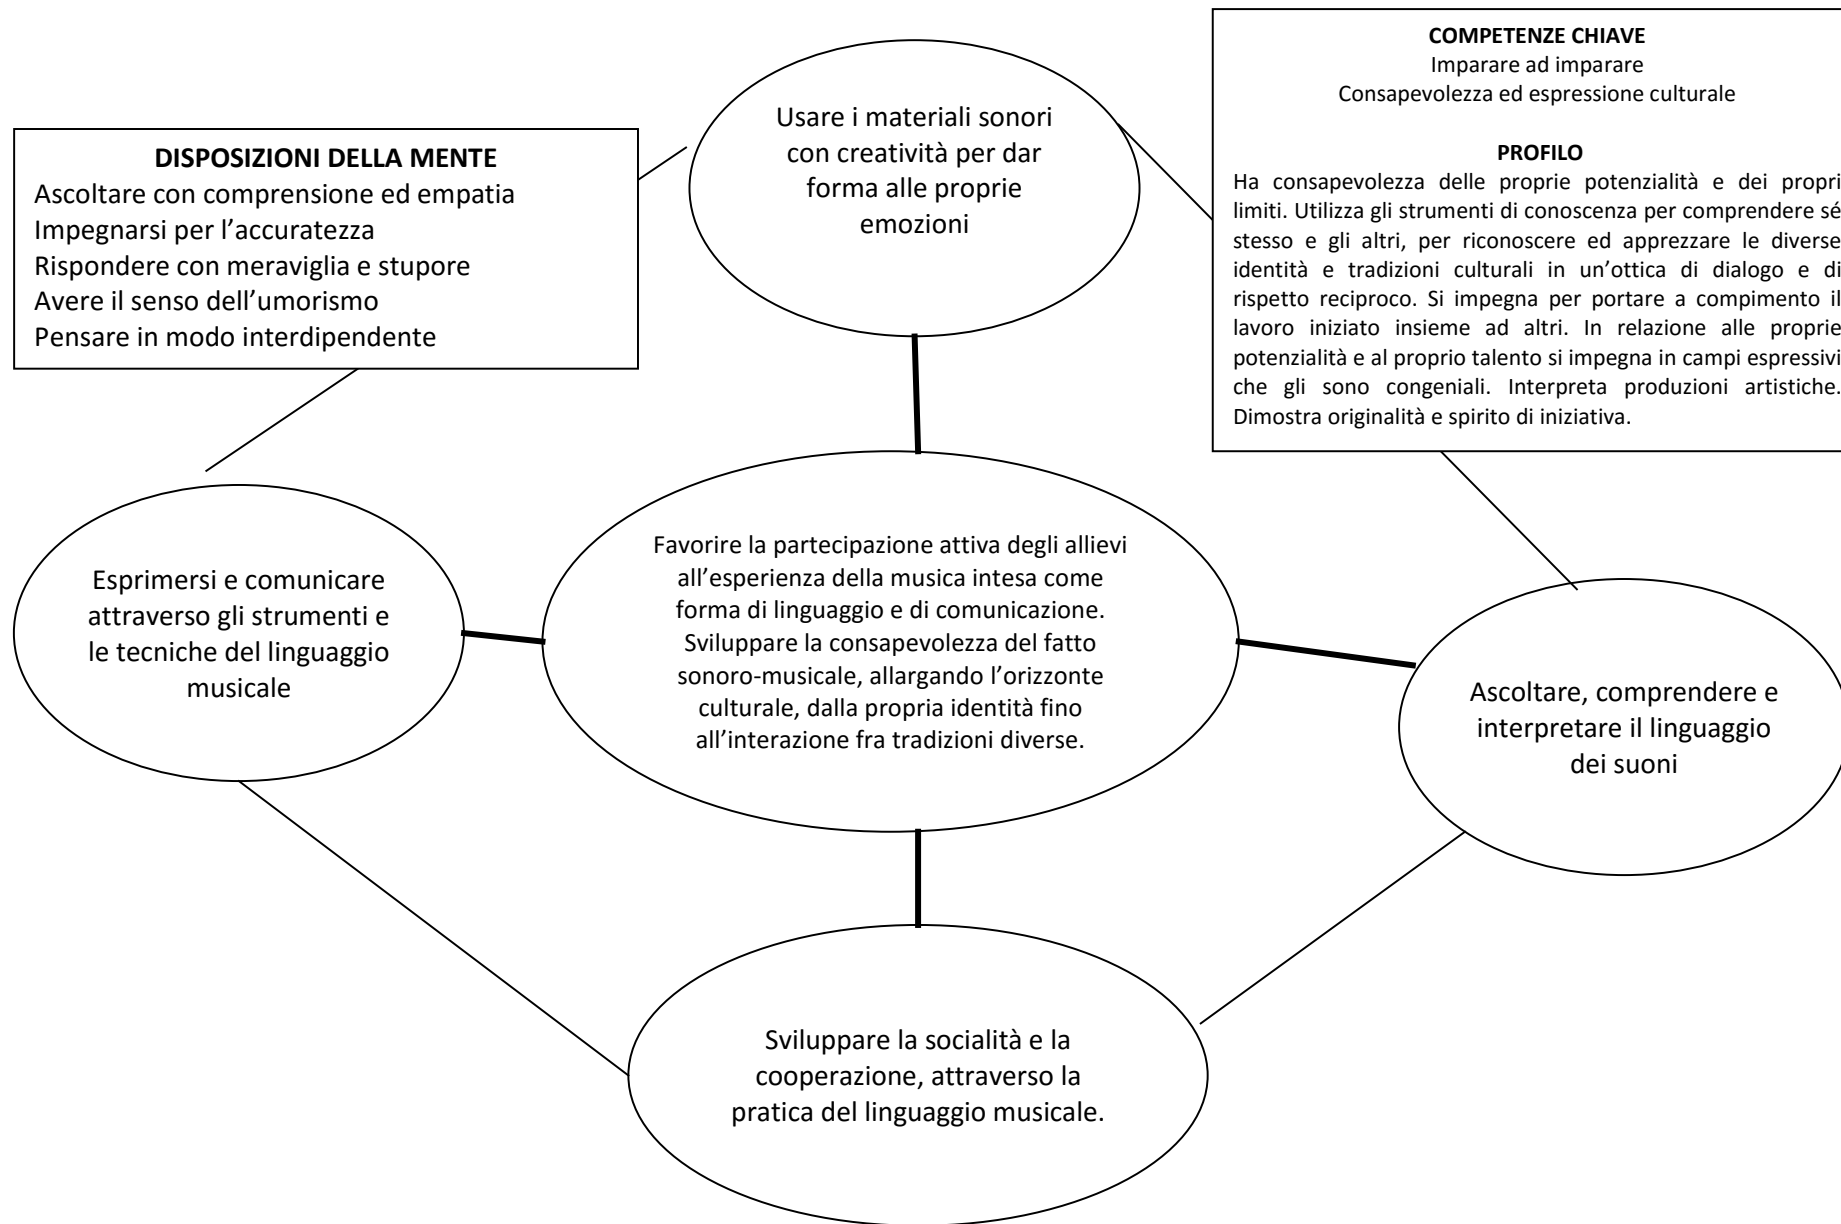 COMPETENZE CHIAVE
Imparare ad imparare
Consapevolezza ed espressione culturale
PROFILO
Ha consapevolezza delle proprie potenzialità e dei propri
limiti. Utilizza gli strumenti di conoscenza per comprendere sé
stesso e gli altri, per riconoscere ed apprezzare le diverse
identità e tradizioni culturali in un’ottica di dialogo e di
rispetto reciproco. Si impegna per portare a compimento il
lavoro iniziato insieme ad altri. In relazione alle proprie
potenzialità e al proprio talento si impegna in campi espressivi
che gli sono congeniali. Interpreta produzioni artistiche.
Dimostra originalità e spirito di iniziativa.
Usare i materiali sonori
con creatività per dar
forma alle proprie
emozioni
DISPOSIZIONI DELLA MENTE
Ascoltare con comprensione ed empatia
Impegnarsi per l’accuratezza
Rispondere con meraviglia e stupore
Avere il senso dell’umorismo
Pensare in modo interdipendente
Esprimersi e comunicare
attraverso gli strumenti e
le tecniche del linguaggio
musicale
Favorire la partecipazione attiva degli allievi
all’esperienza della musica intesa come
forma di linguaggio e di comunicazione.
Sviluppare la consapevolezza del fatto
sonoro-musicale, allargando l’orizzonte
culturale, dalla propria identità fino
all’interazione fra tradizioni diverse.
Ascoltare, comprendere e
interpretare il linguaggio
dei suoni
Sviluppare la socialità e la
cooperazione, attraverso la
pratica del linguaggio musicale.